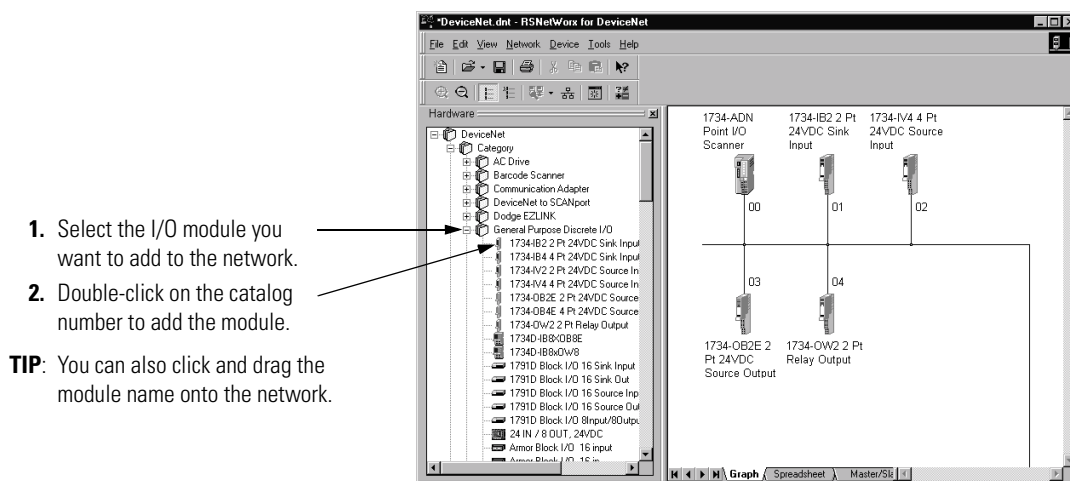 *DeviceNet.dnt - RSNetWorx for DeviceNet
File Edit View Network Device Tools Help
Hardware
DeviceNet
Category
AC Drive
Barcode Scanner
Communication Adapter
DeviceNet to SCANport
Dodge EZLINK
General Purpose Discrete I/O
1734-IB2 2 Pt 24VDC Sink Input
1734-IB4 4 Pt 24VDC Sink Input
1734-IV2 2 Pt 24VDC Source In
1734-IV4 4 Pt 24VDC Source In
1734-OB2E 2 Pt 24VDC Source
1734-OB4E 4 Pt 24VDC Source
1734-OW2 2 Pt Relay Output
1734D-IB8XOB8E
1734D-IB8xOW8
1791D Block I/O 16 Sink Input
1791D Block I/O 16 Sink Out
1791D Block I/O 16 Source Inp
1791D Block I/O 16 Source Out
1791D Block I/O 8Input/8Outpu
24 IN / 8 OUT, 24VDC
Armor Block I/O 16 input
Armor Block I/O 16 in
1. Select the I/O module you
want to add to the network.
2. Double-click on the catalog
number to add the module.
TIP: You can also click and drag the
module name onto the network.
1734-ADN
Point I/O
Scanner
1734-IB2 2 Pt
24VDC Sink
Input
1734-IV4 4 Pt
24VDC Source
Input
00
01
02
03
04
1734-OB2E 2
Pt 24VDC
Source Output
1734-OW2 2 Pt
Relay Output
Graph Spreadsheet Master/Sla